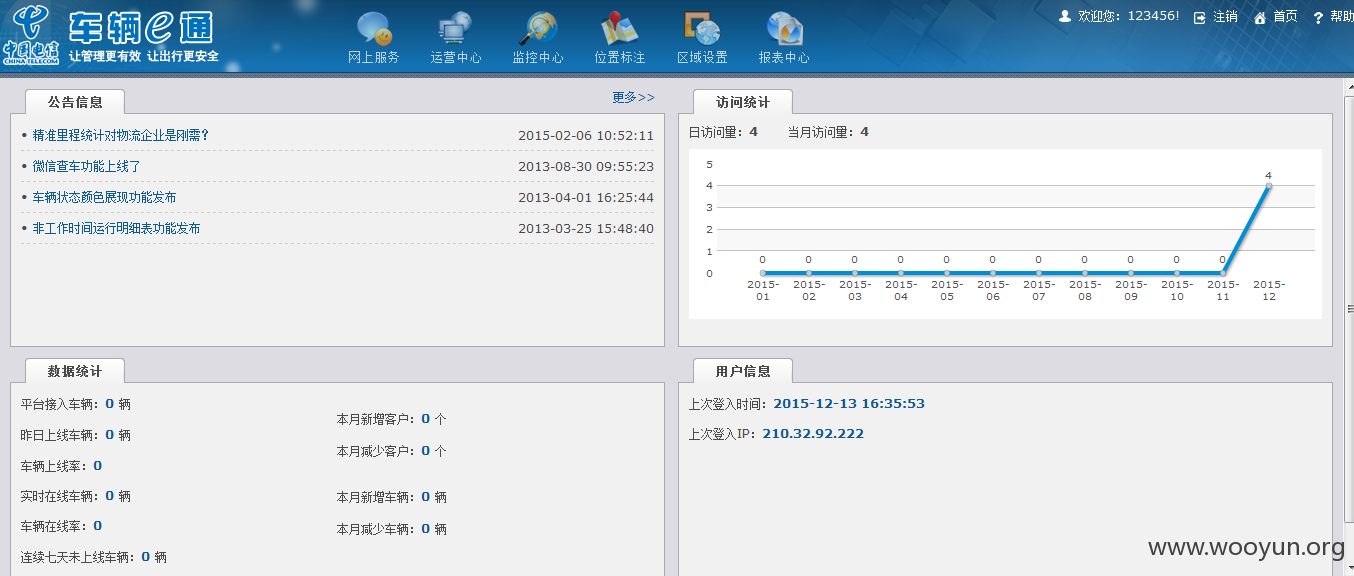 中国电信
CHINA TELECOM
车辆e通
让管理更有效 让出行更安全
网上服务
运营中心
监控中心
位置标注
区域设置
报表中心
欢迎您：123456!
注销
首页
? 帮助
公告信息
更多>>
• 精准里程统计对物流企业是刚需？ 2015-02-06 10:52:11
• 微信查车功能上线了 2013-08-30 09:55:23
• 车辆状态颜色展现功能发布 2013-04-01 16:25:44
• 非工作时间运行明细表功能发布 2013-03-25 15:48:40
访问统计
日访问量：4 当月访问量：4
5
4
3
2
1
0
0 0 0 0 0 0 0 0 0 0 0 4
2015-01
2015-02
2015-03
2015-04
2015-05
2015-06
2015-07
2015-08
2015-09
2015-10
2015-11
2015-12
数据统计
平台接入车辆：0 辆
昨日上线车辆：0 辆
车辆上线率：0
实时在线车辆：0 辆
车辆在线率：0
连续七天未上线车辆：0 辆
本月新增客户：0 个
本月减少客户：0 个
本月新增车辆：0 辆
本月减少车辆：0 辆
用户信息
上次登入时间：2015-12-13 16:35:53
上次登入IP：210.32.92.222
www.wooyun.org